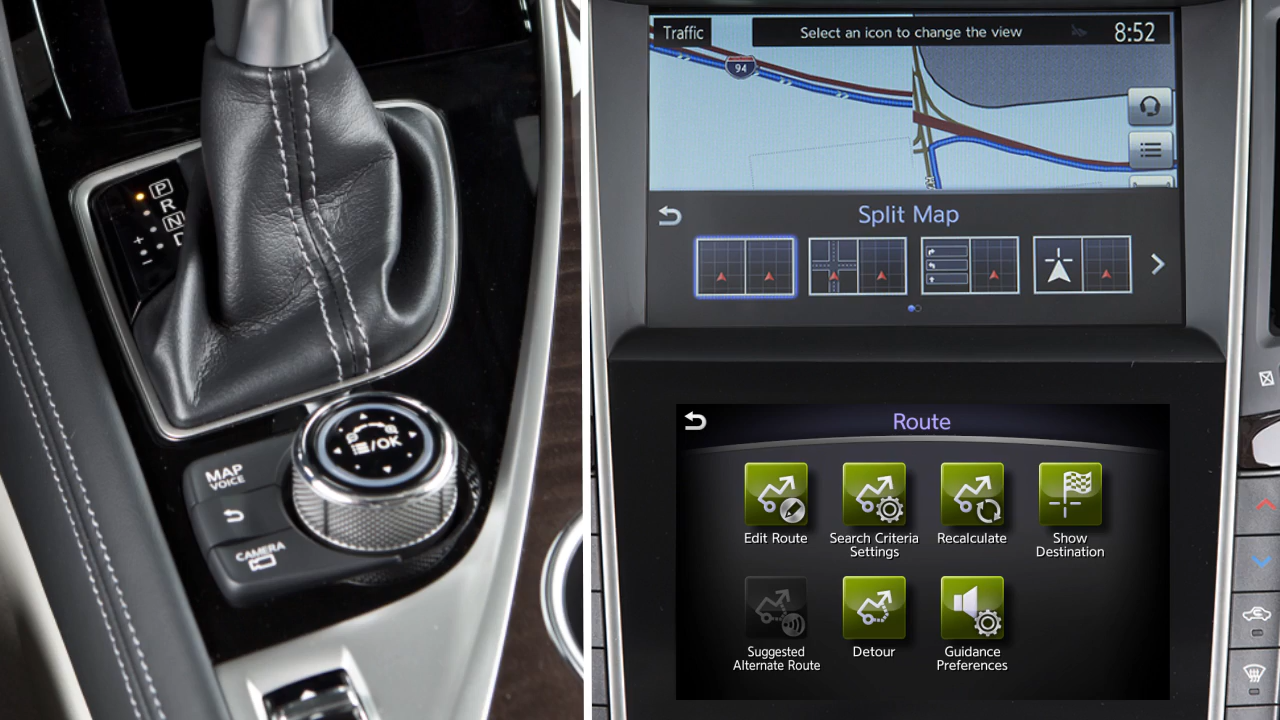 P
R
N
D
+
-
MAP
VOICE
CAMERA
/OK
Traffic
Select an icon to change the view
8:52
94
Split Map
Route
Edit Route
Search Criteria
Settings
Recalculate
Show
Destination
Suggested
Alternate Route
Detour
Guidance
Preferences